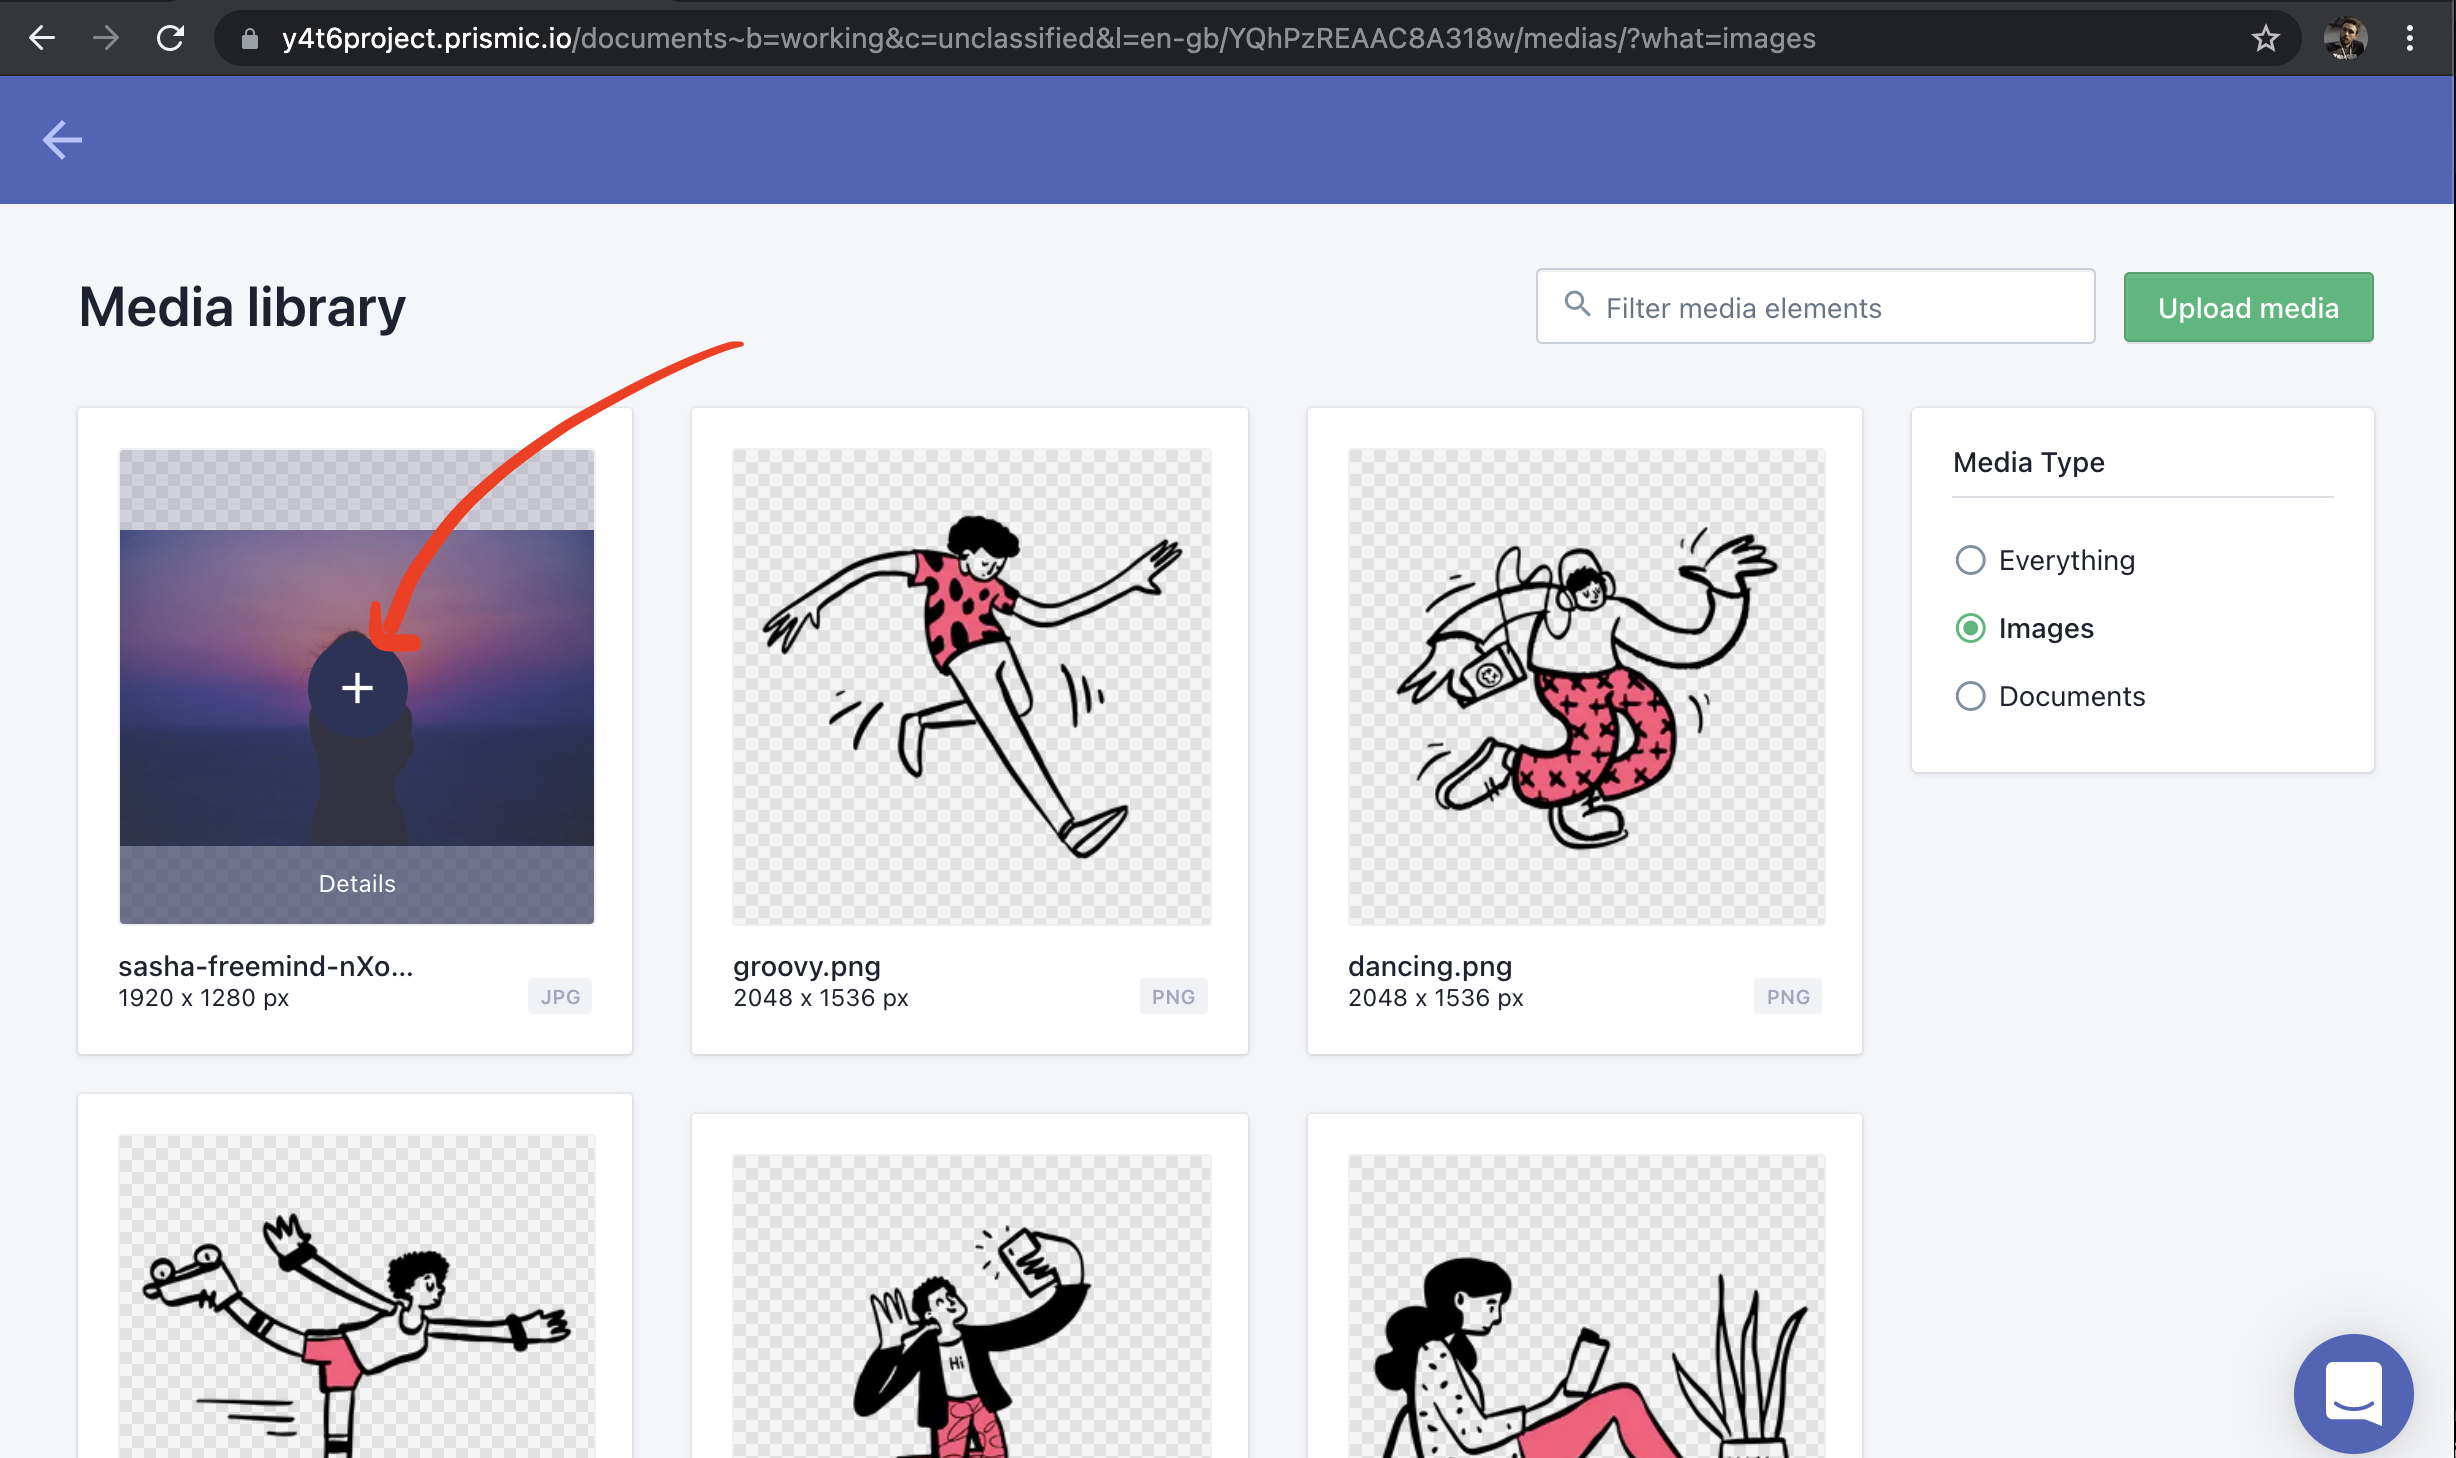 y4t6project.prismic.io/documents~b=working&c=unclassified&l=en-gb/YQhPzREAAC8A318w/medias/?what=images
Media library
Filter media elements
Upload media
Details
sasha-freemind-nXo...
1920 x 1280 px
JPG
groovy.png
2048 x 1536 px
PNG
dancing.png
2048 x 1536 px
PNG
Media Type
Everything
Images
Documents
Hi